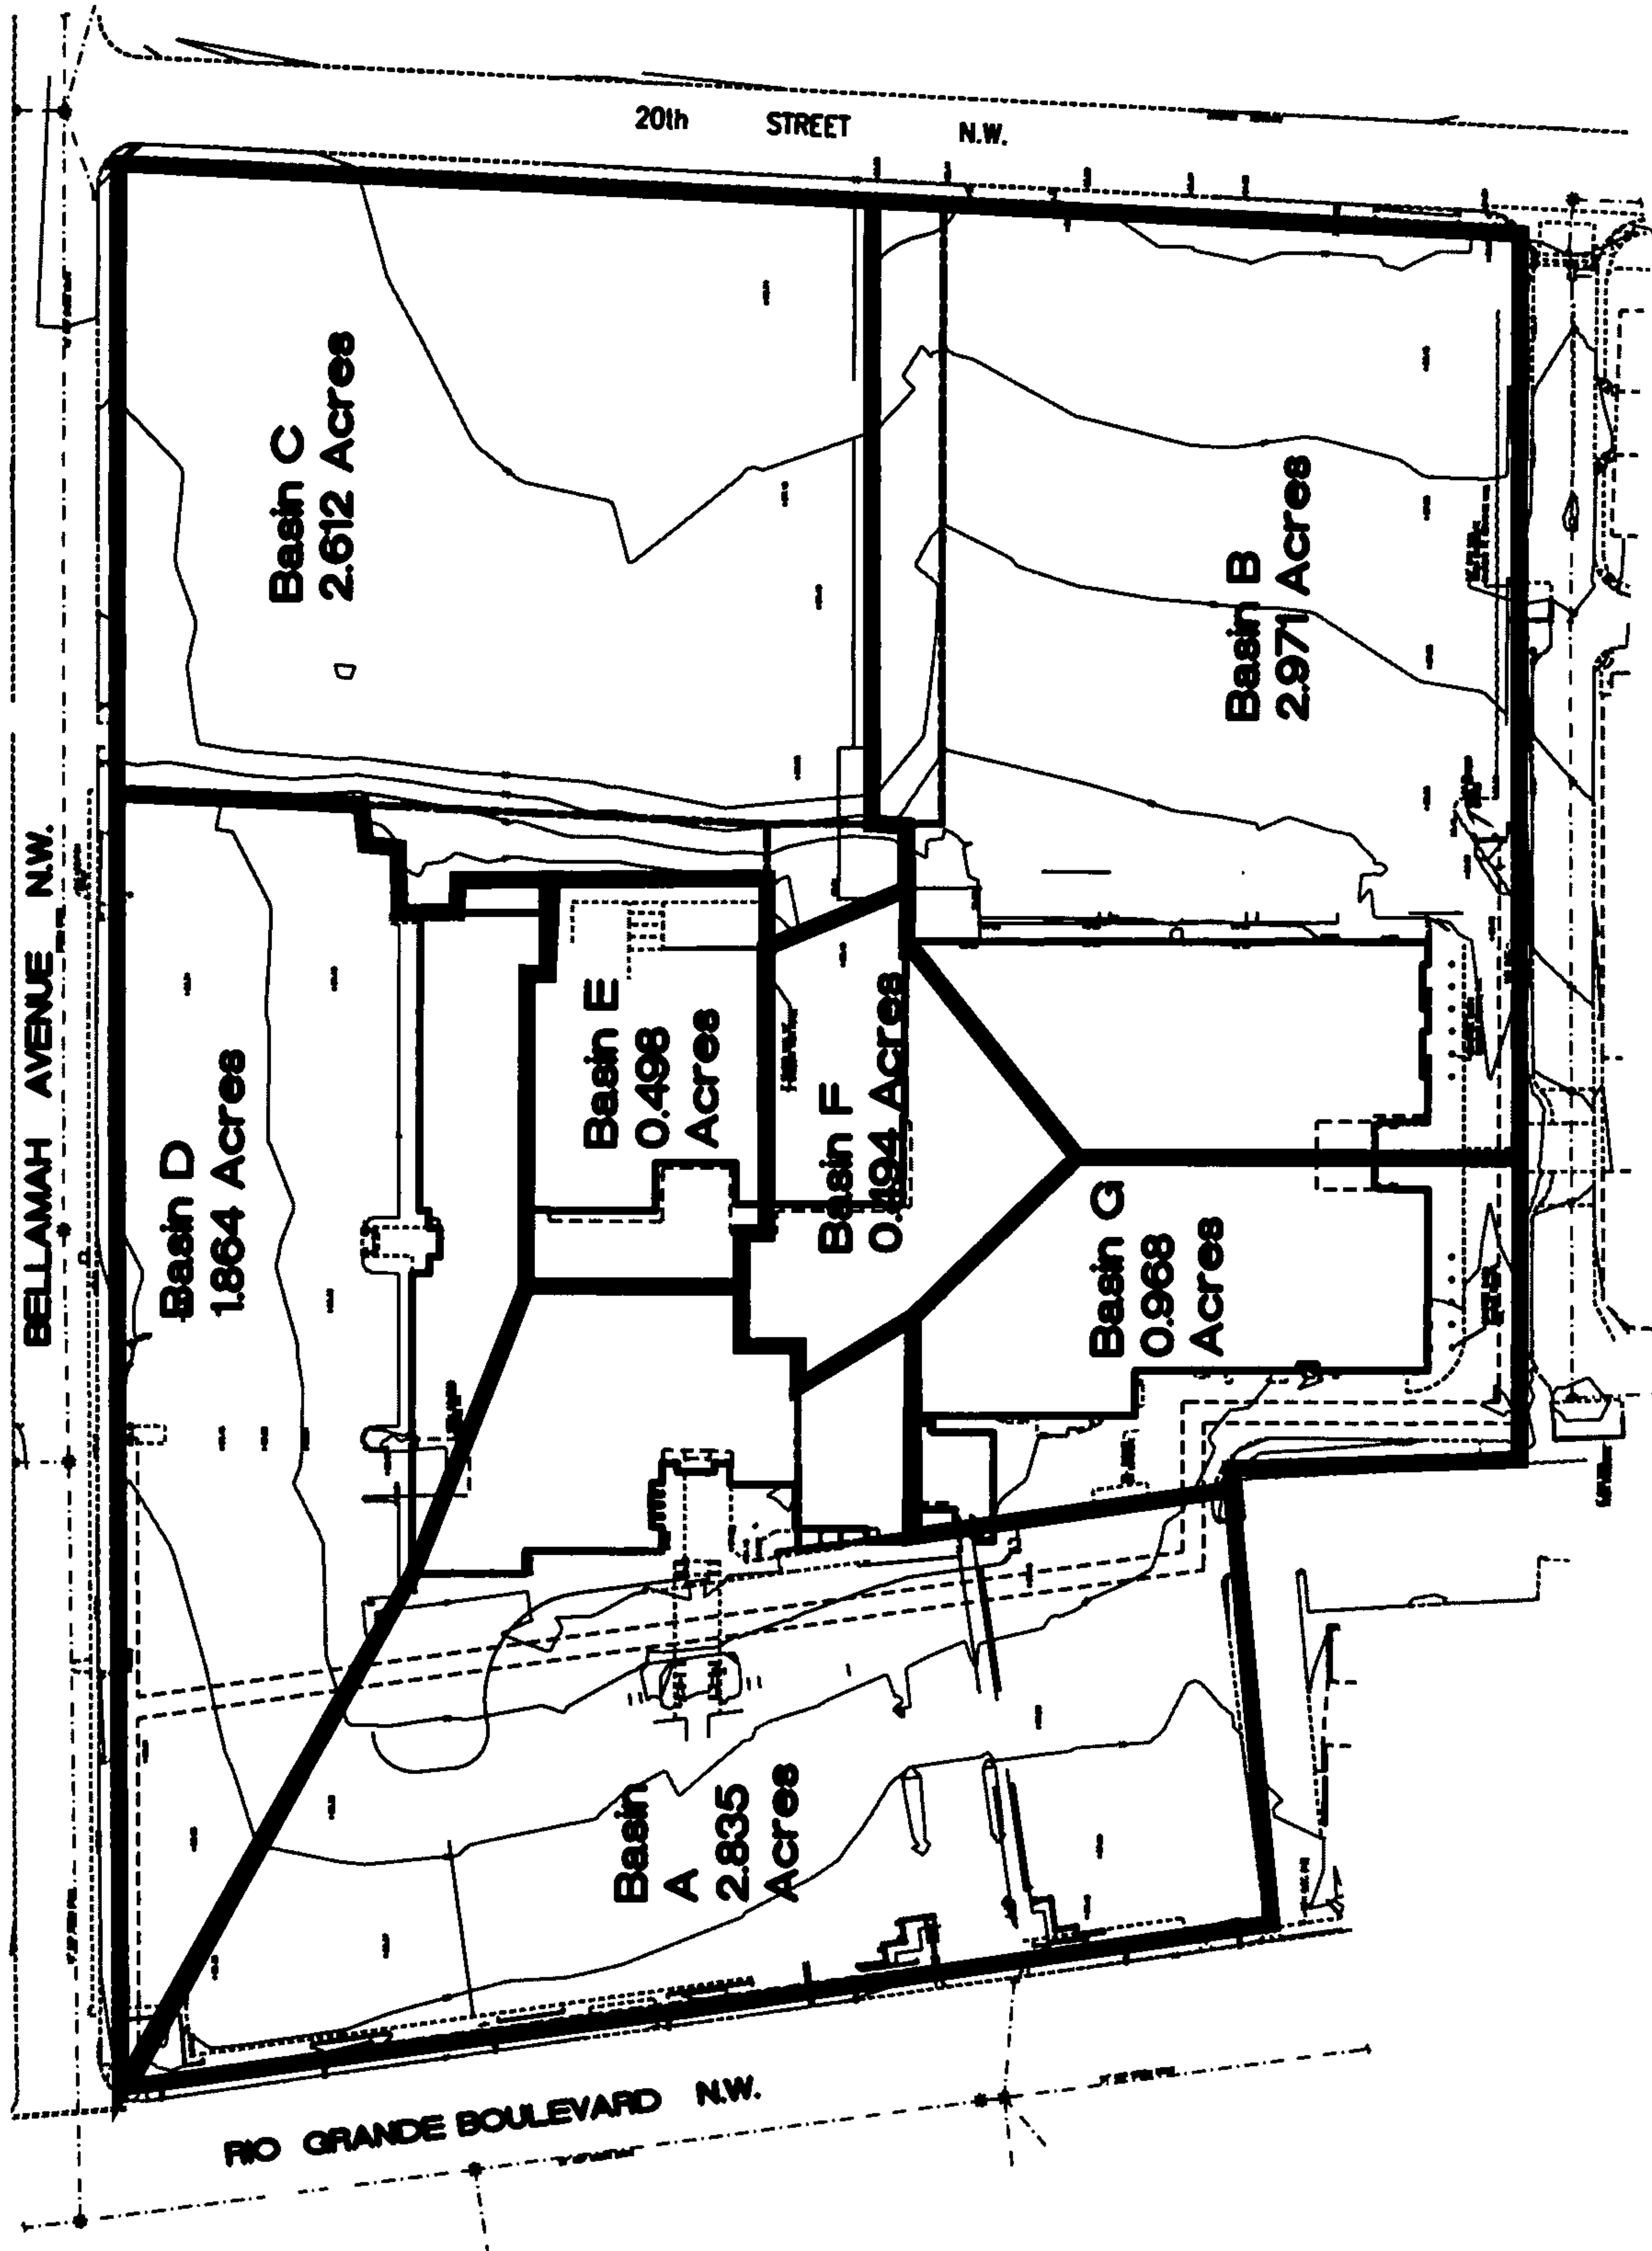 20th STREET N.W.
BELLAMAH AVENUE N.W.
Basin C
2.612 Acres
Basin B
2.971 Acres
Basin D
1.864 Acres
Basin E
0.498
Acres
Basin F
0.494 Acres
Basin G
0.968
Acres
Basin
A 2.835
Acres
RIO GRANDE BOULEVARD N.W.